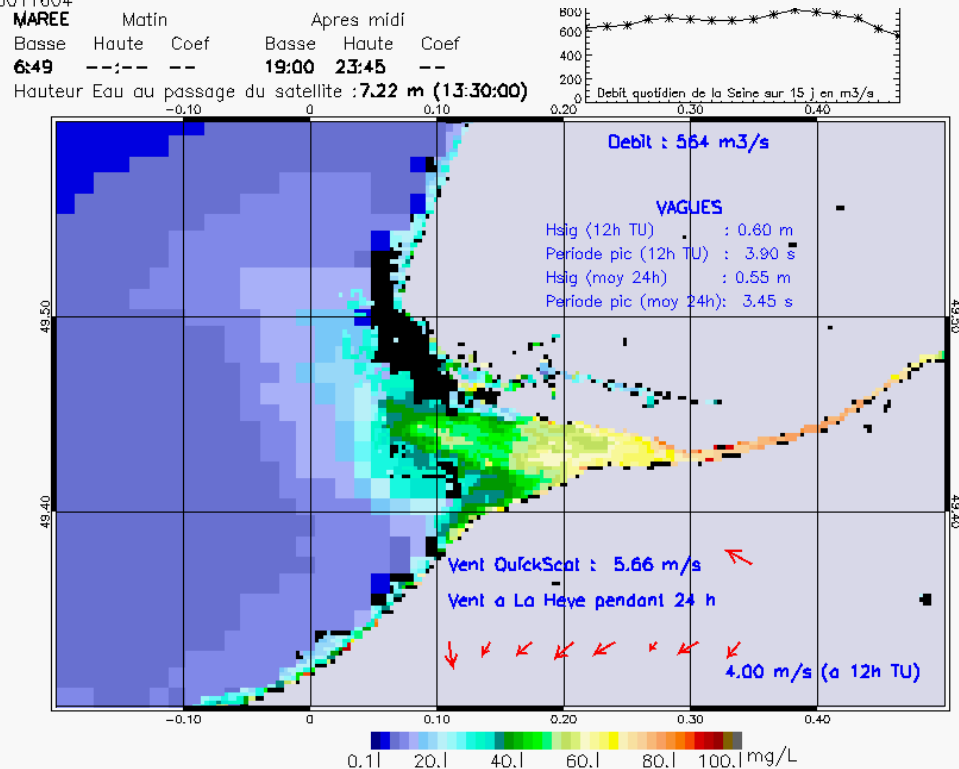 MAREE Matin Apres midi
Basse Haute Coef Basse Haute Coef
6:49 --:-- -- 19:00 23:45 --
Hauteur Eau au passage du satellite :7.22 m (13:30:00)
800
600
400
200
0
Debit quotidien de la Seine sur 15 j en m3/s
-0.10 0 0.10 0.20 0.30 0.40
Debit : 564 m3/s
VAGUES
Hsig (12h TU) : 0.60 m
Periode pic (12h TU) : 3.90 s
Hsig (moy 24h) : 0.55 m
Periode pic (moy 24h): 3.45 s
49.50 49.50
49.40 49.40
Vent QuickScat : 5.66 m/s
Vent a La Heve pendant 24 h
4.00 m/s (a 12h TU)
-0.10 0 0.10 0.20 0.30 0.40
0.1| 20.| 40.| 60.| 80.| 100.| mg/L